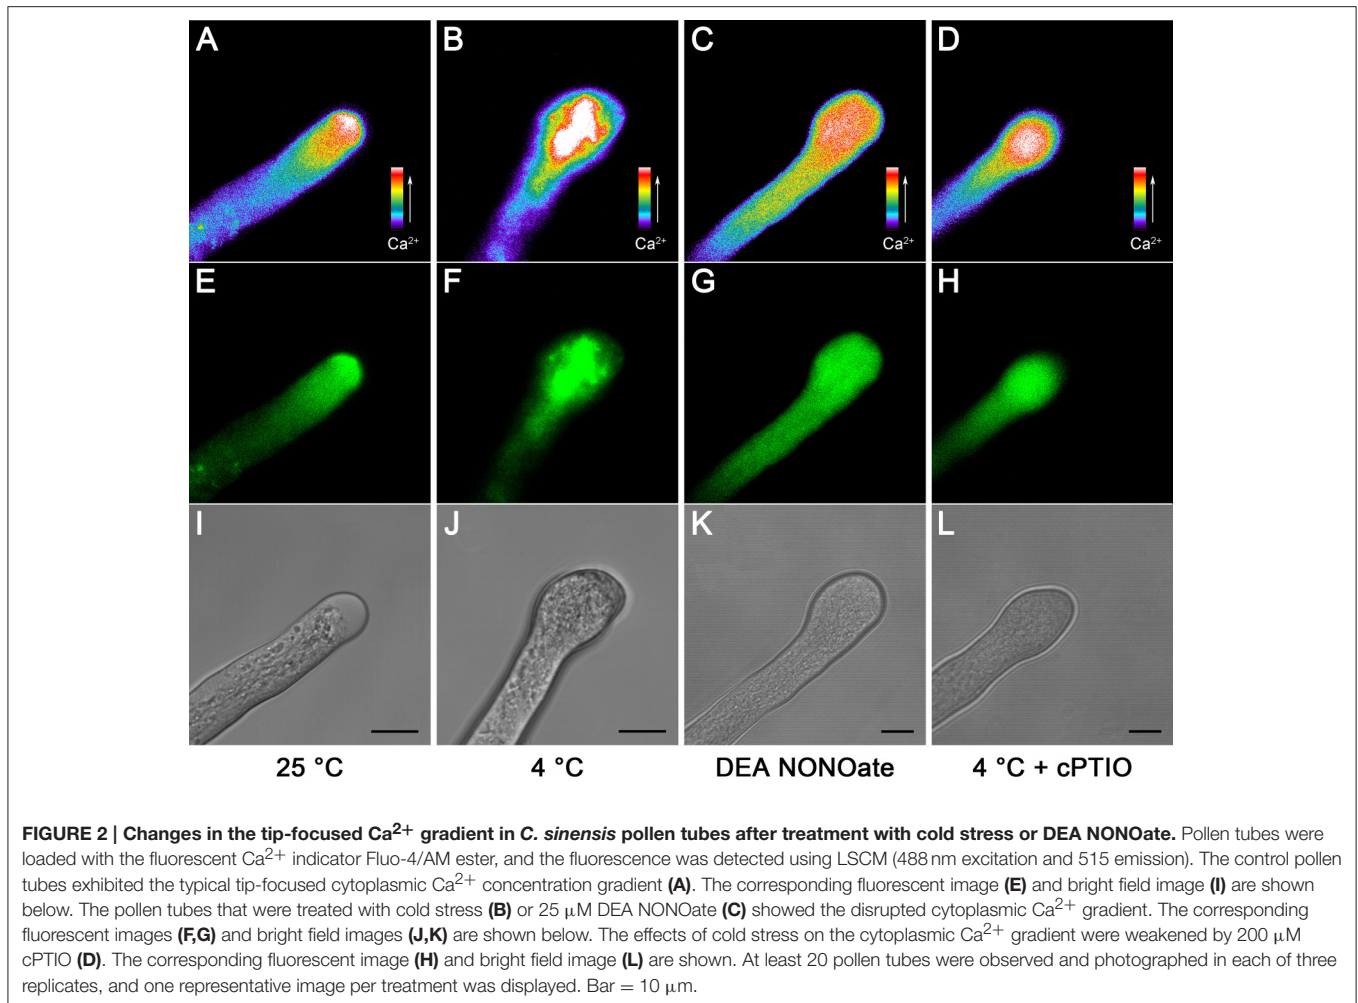 A B C D
Ca²⁺ Ca²⁺ Ca²⁺ Ca²⁺
E F G H
I J K L
25 °C 4 °C DEA NONOate 4 °C + cPTIO
FIGURE 2 | Changes in the tip-focused Ca²⁺ gradient in C. sinensis pollen tubes after treatment with cold stress or DEA NONOate. Pollen tubes were
loaded with the fluorescent Ca²⁺ indicator Fluo-4/AM ester, and the fluorescence was detected using LSCM (488 nm excitation and 515 emission). The control pollen
tubes exhibited the typical tip-focused cytoplasmic Ca²⁺ concentration gradient (A). The corresponding fluorescent image (E) and bright field image (I) are shown
below. The pollen tubes that were treated with cold stress (B) or 25 μM DEA NONOate (C) showed the disrupted cytoplasmic Ca²⁺ gradient. The corresponding
fluorescent images (F,G) and bright field images (J,K) are shown below. The effects of cold stress on the cytoplasmic Ca²⁺ gradient were weakened by 200 μM
cPTIO (D). The corresponding fluorescent image (H) and bright field image (L) are shown. At least 20 pollen tubes were observed and photographed in each of three
replicates, and one representative image per treatment was displayed. Bar = 10 μm.